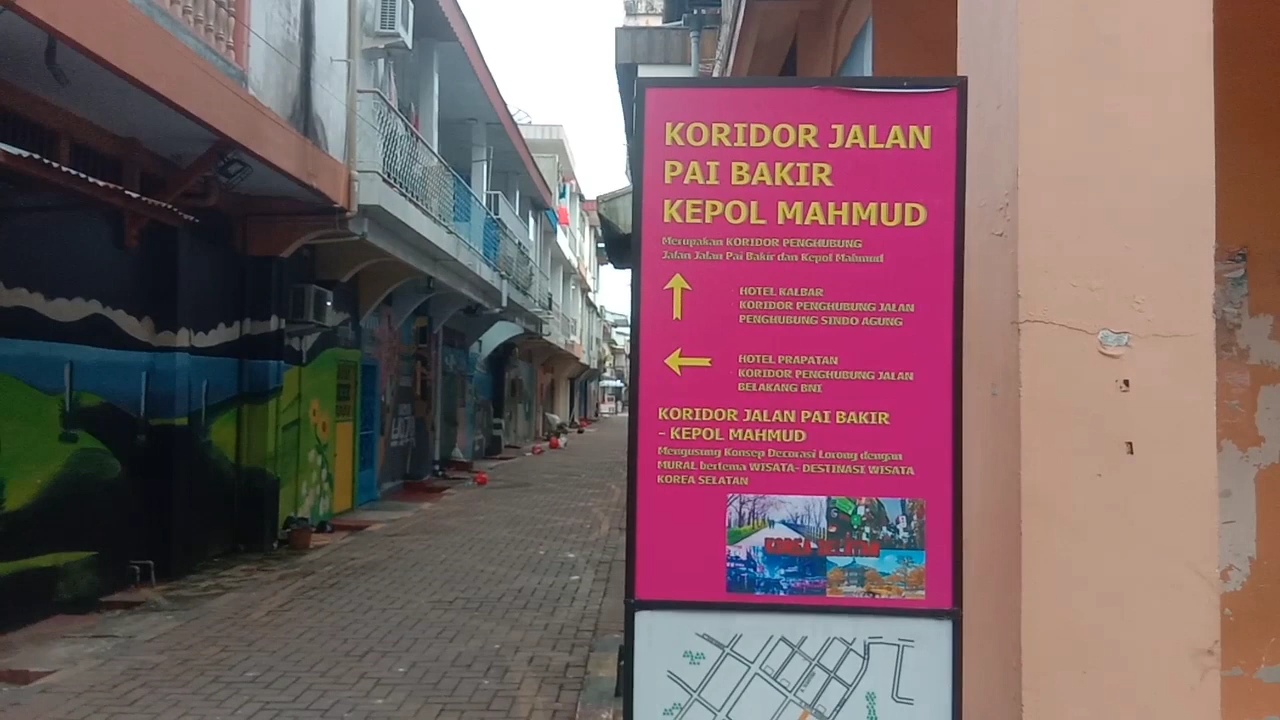 KORIDOR JALAN
PAI BAKIR
KEPOL MAHMUD
Merupakan KORIDOR PENGHUBUNG
Jalan Jalan Pai Bakir dan Kepol Mahmud
HOTEL KALBAR
KORIDOR PENGHUBUNG JALAN
PENGHUBUNG SINDO AGUNG
HOTEL PRAPATAN
KORIDOR PENGHUBUNG JALAN
BELAKANG BNI
KORIDOR JALAN PAI BAKIR
- KEPOL MAHMUD
Mengusung Konsep Decorasi Lorong dengan
MURAL bertema WISATA- DESTINASI WISATA
KOREA SELATAN
KOREA SELATAN